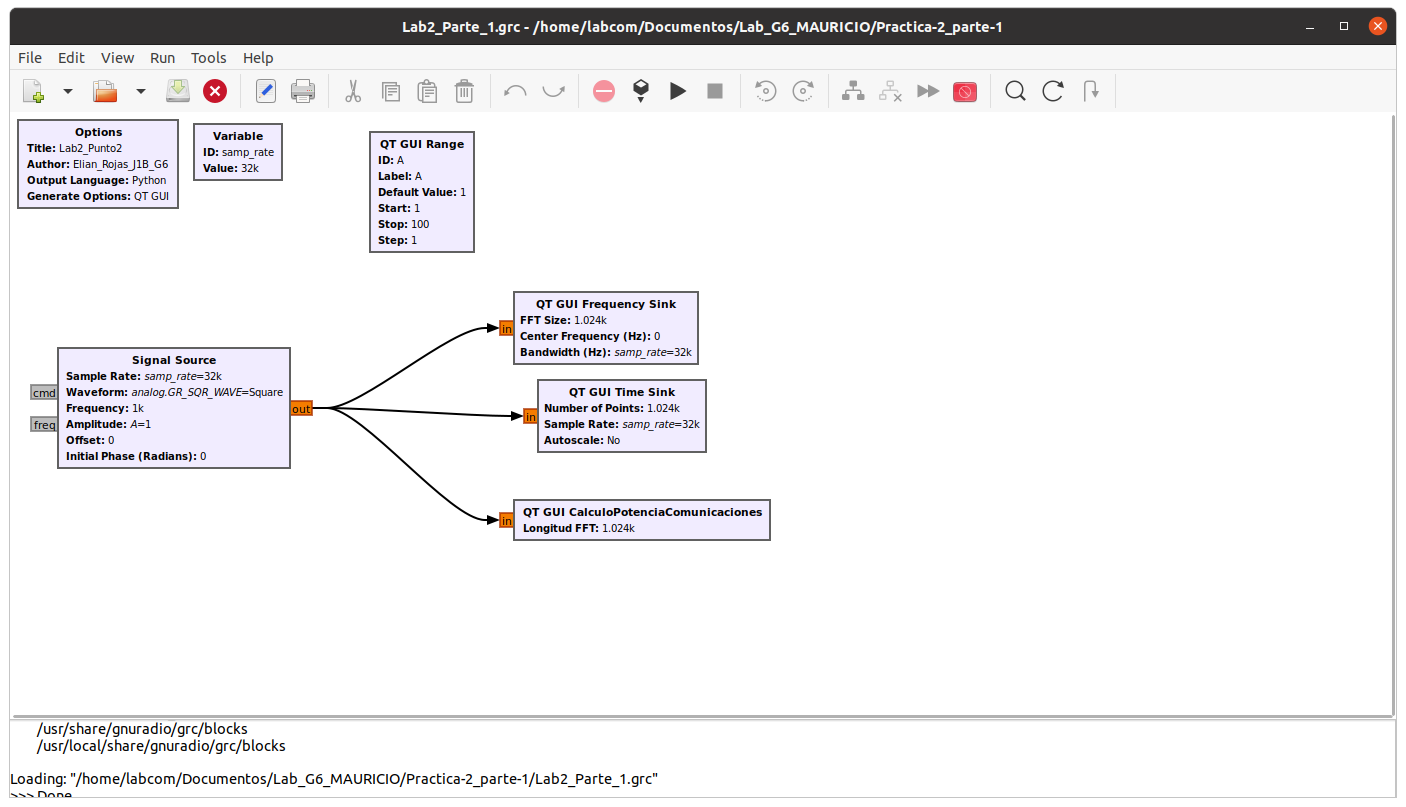 Lab2_Parte_1.grc - /home/labcom/Documentos/Lab_G6_MAURICIO/Practica-2_parte-1
File Edit View Run Tools Help
Options
Title: Lab2_Punto2
Author: Elian_Rojas_J1B_G6
Output Language: Python
Generate Options: QT GUI
Variable
ID: samp_rate
Value: 32k
QT GUI Range
ID: A
Label: A
Default Value: 1
Start: 1
Stop: 100
Step: 1
cmd
freq
Signal Source
Sample Rate: samp_rate=32k
Waveform: analog.GR_SQR_WAVE=Square
Frequency: 1k
Amplitude: A=1
Offset: 0
Initial Phase (Radians): 0
out
in
QT GUI Frequency Sink
FFT Size: 1.024k
Center Frequency (Hz): 0
Bandwidth (Hz): samp_rate=32k
in
QT GUI Time Sink
Number of Points: 1.024k
Sample Rate: samp_rate=32k
Autoscale: No
in
QT GUI CalculoPotenciaComunicaciones
Longitud FFT: 1.024k
/usr/share/gnuradio/grc/blocks
/usr/local/share/gnuradio/grc/blocks
Loading: "/home/labcom/Documentos/Lab_G6_MAURICIO/Practica-2_parte-1/Lab2_Parte_1.grc"
>>> Done